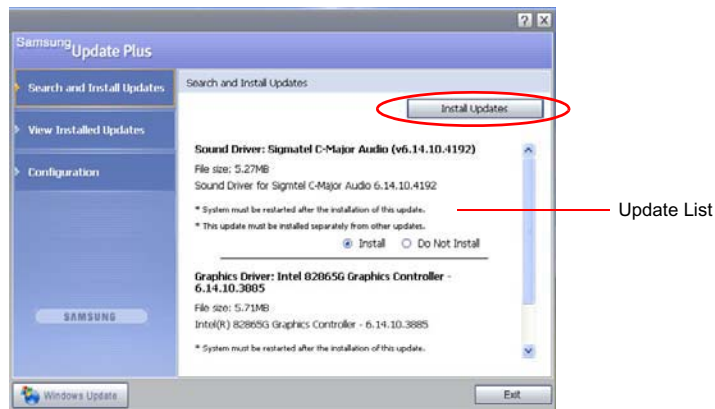 Samsung Update Plus
Search and Install Updates
View Installed Updates
Configuration
SAMSUNG
Windows Update
Search and Install Updates
Install Updates
Sound Driver: Sigmatel C-Major Audio (v6.14.10.4192)
File size: 5.27MB
Sound Driver for Sigmtel C-Major Audio 6.14.10.4192
* System must be restarted after the installation of this update.
* This update must be installed separately from other updates.
Install Do Not Install
Graphics Driver: Intel 82865G Graphics Controller -
6.14.10.3885
File size: 5.71MB
Intel(R) 82865G Graphics Controller - 6.14.10.3885
* System must be restarted after the installation of this update.
Exit
Update List